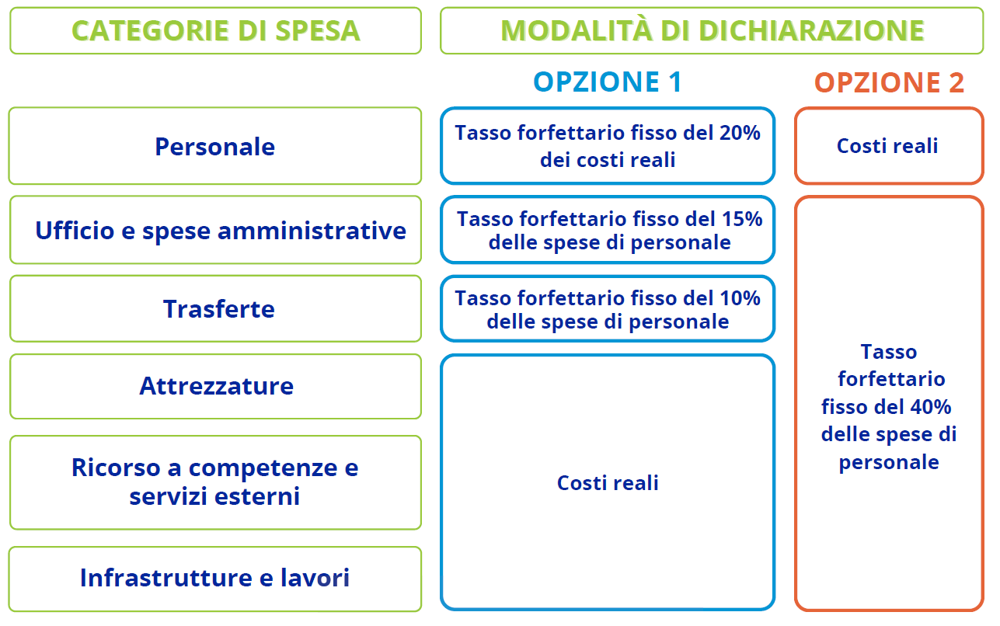 CATEGORIE DI SPESA
MODALITÀ DI DICHIARAZIONE
OPZIONE 1
OPZIONE 2
Personale
Tasso forfettario fisso del 20%
dei costi reali
Costi reali
Ufficio e spese amministrative
Tasso forfettario fisso del 15%
delle spese di personale
Trasferte
Tasso forfettario fisso del 10%
delle spese di personale
Attrezzature
Ricorso a competenze e
servizi esterni
Infrastrutture e lavori
Costi reali
Tasso
forfettario
fisso del 40%
delle spese di
personale